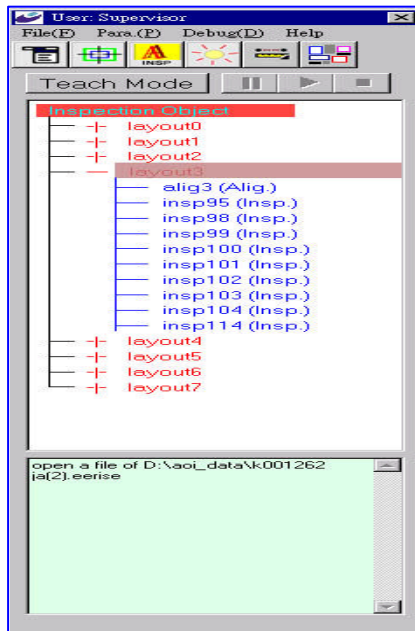 User: Supervisor
File(F) Para.(P) Debug(D) Help
INSP
Teach Mode
Inspection Object
layout0
layout1
layout2
layout3
alig3 (Alig.)
insp95 (Insp.)
insp98 (Insp.)
insp99 (Insp.)
insp100 (Insp.)
insp101 (Insp.)
insp102 (Insp.)
insp103 (Insp.)
insp104 (Insp.)
insp114 (Insp.)
layout4
layout5
layout6
layout7
open a file of D:\aoi_data\k001262
ja(2).eerise